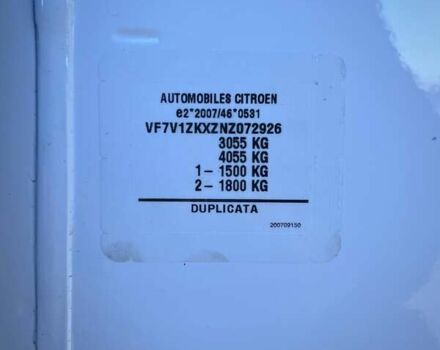 AUTOMOBILES CITROEN
e2*2007/46*0531
VF7V1ZKXZNZ072926
3055 KG
4055 KG
1- 1500 KG
2- 1800 KG
DUPLICATA
200709150